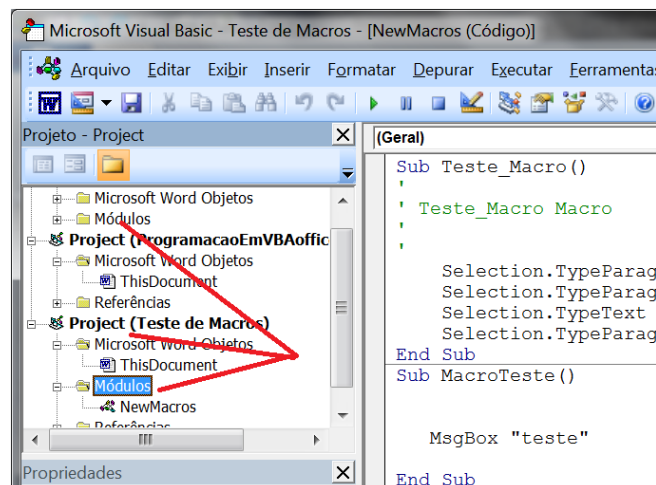 Microsoft Visual Basic - Teste de Macros - [NewMacros (Código)]
Arquivo Editar Exibir Inserir Formatar Depurar Executar Ferramentas
Projeto - Project
Microsoft Word Objetos
Módulos
Project (ProgramacaoEmVBAoffic
Microsoft Word Objetos
ThisDocument
Referências
Project (Teste de Macros)
Microsoft Word Objetos
ThisDocument
Módulos
NewMacros
Referências
Propriedades
(Geral)
Sub Teste_Macro()
'
' Teste_Macro Macro
'
'
Selection.TypeParag
Selection.TypeParag
Selection.TypeText
Selection.TypeParag
End Sub
Sub MacroTeste()
MsgBox "teste"
End Sub